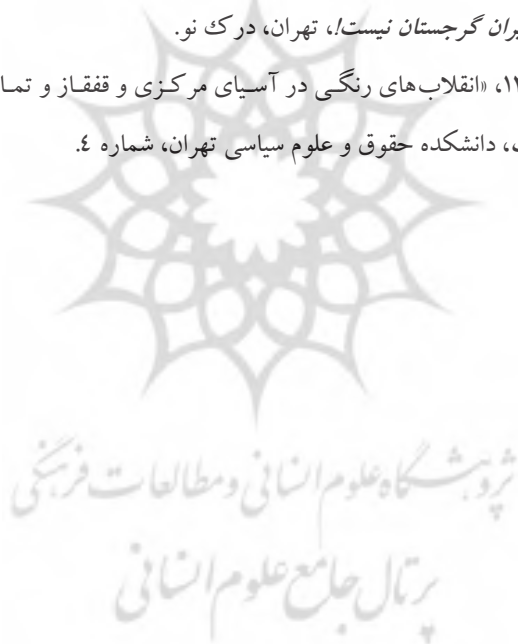 یران گرجستان نیست!، تهران، درک نو.
۱۱، «انقلاب‌های رنگی در آسیای مرکزی و قفقاز و تما
، دانشکده حقوق و علوم سیاسی تهران، شماره ٤.
پژوهشگاه علوم انسانی و مطالعات فرهنگی
پرتال جامع علوم انسانی